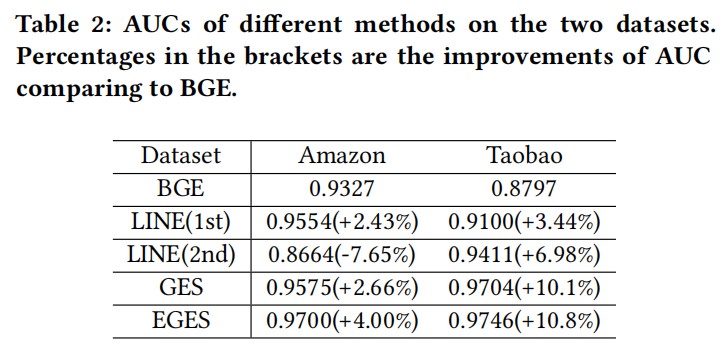 Table 2: AUCs of different methods on the two datasets.
Percentages in the brackets are the improvements of AUC
comparing to BGE.
Dataset Amazon Taobao
BGE 0.9327 0.8797
LINE(1st) 0.9554(+2.43%) 0.9100(+3.44%)
LINE(2nd) 0.8664(-7.65%) 0.9411(+6.98%)
GES 0.9575(+2.66%) 0.9704(+10.1%)
EGES 0.9700(+4.00%) 0.9746(+10.8%)